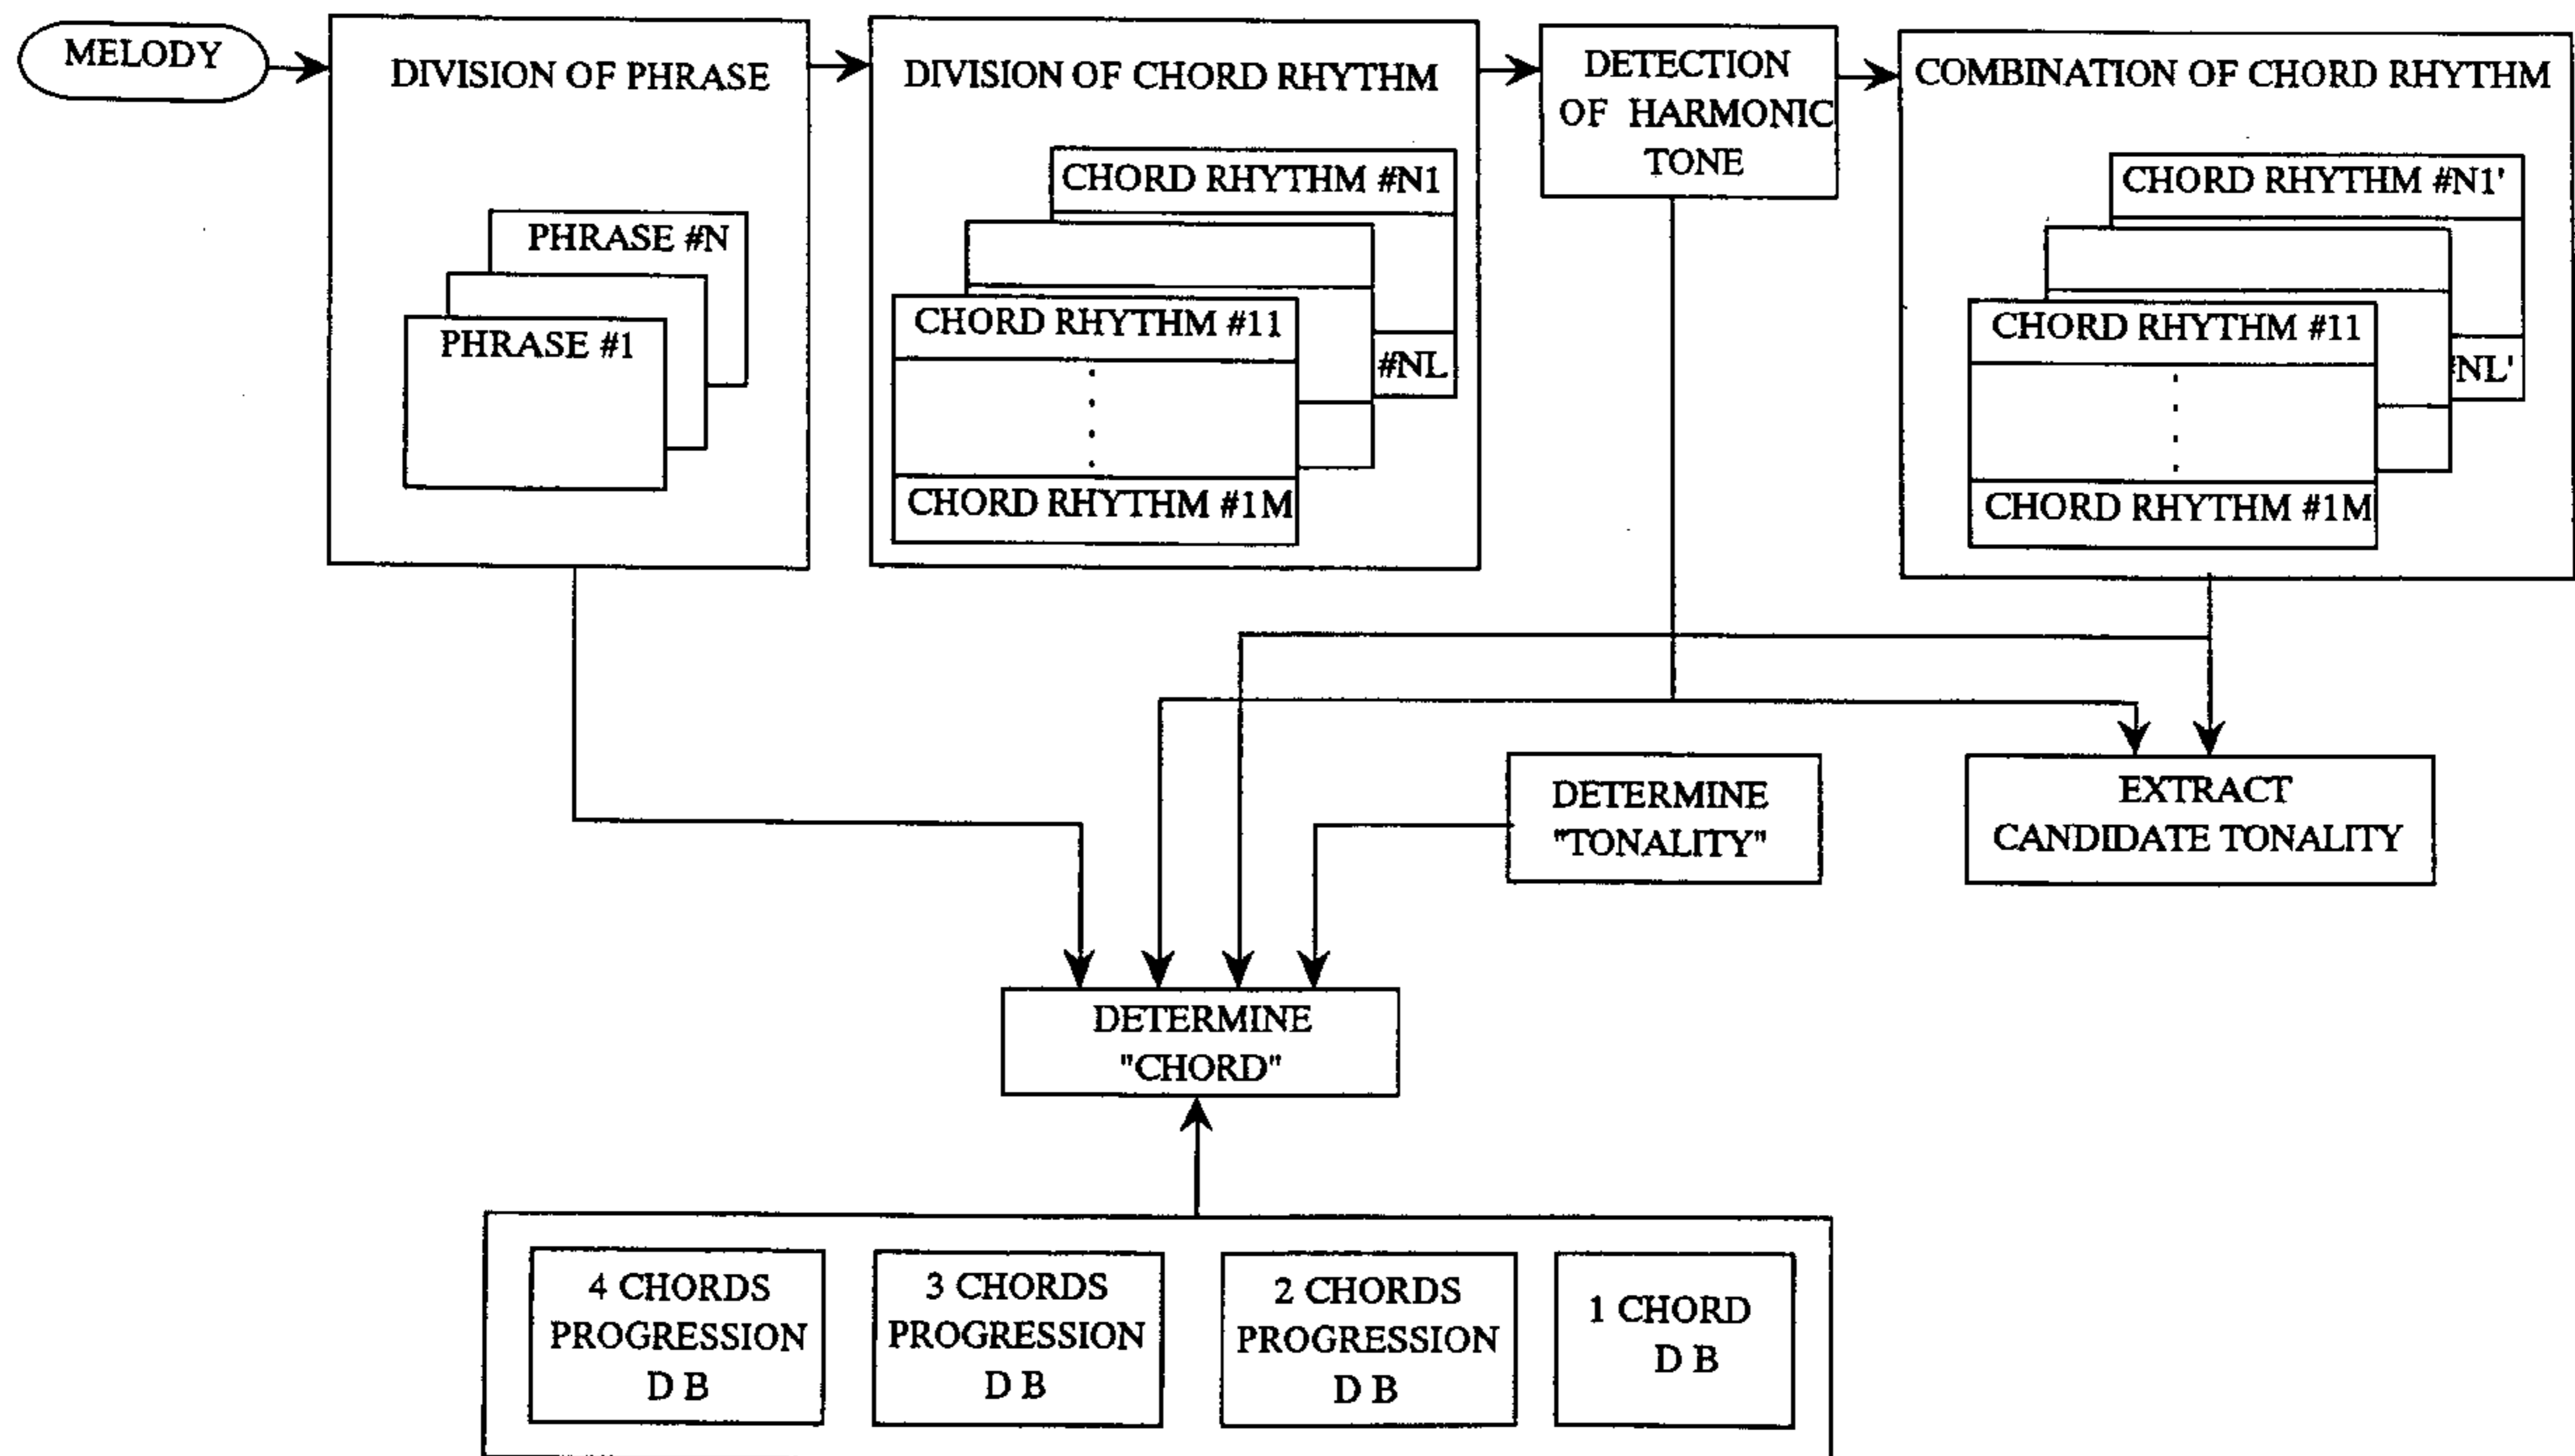 MELODY
DIVISION OF PHRASE
PHRASE #N
PHRASE #1
DIVISION OF CHORD RHYTHM
CHORD RHYTHM #N1
CHORD RHYTHM #11
#NL
CHORD RHYTHM #1M
DETECTION
OF HARMONIC
TONE
COMBINATION OF CHORD RHYTHM
CHORD RHYTHM #N1'
CHORD RHYTHM #11
#NL'
CHORD RHYTHM #1M
DETERMINE
"TONALITY"
EXTRACT
CANDIDATE TONALITY
DETERMINE
"CHORD"
4 CHORDS
PROGRESSION
D B
3 CHORDS
PROGRESSION
D B
2 CHORDS
PROGRESSION
D B
1 CHORD
D B